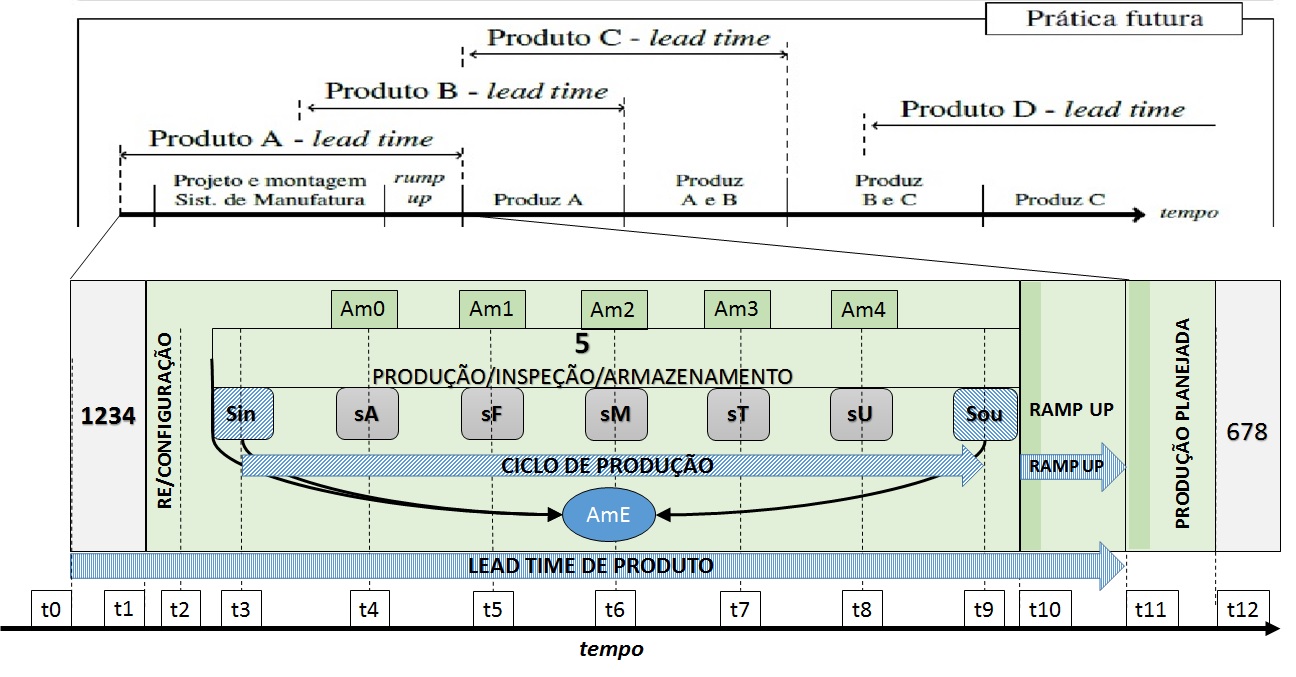 Prática futura
Produto C - lead time
Produto B - lead time
Produto D - lead time
Produto A - lead time
Projeto e montagem
Sist. de Manufatura
rump
up
Produz A
Produz
A e B
Produz
B e C
Produz C
tempo
Am0 Am1 Am2 Am3 Am4
5
PRODUÇÃO/INSPEÇÃO/ARMAZENAMENTO
1234
RE/CONFIGURAÇÃO
Sin sA sF sM sT sU Sou
RAMP UP
PRODUÇÃO PLANEJADA
678
CICLO DE PRODUÇÃO
RAMP UP
AmE
LEAD TIME DE PRODUTO
t0 t1 t2 t3 t4 t5 t6 t7 t8 t9 t10 t11 t12
tempo